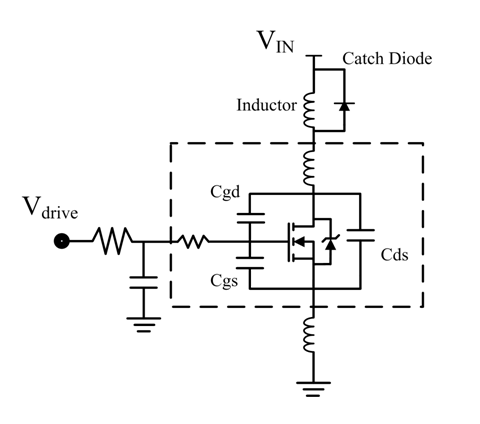 VIN
Catch Diode
Inductor
Cgd
Vdrive
Cds
Cgs